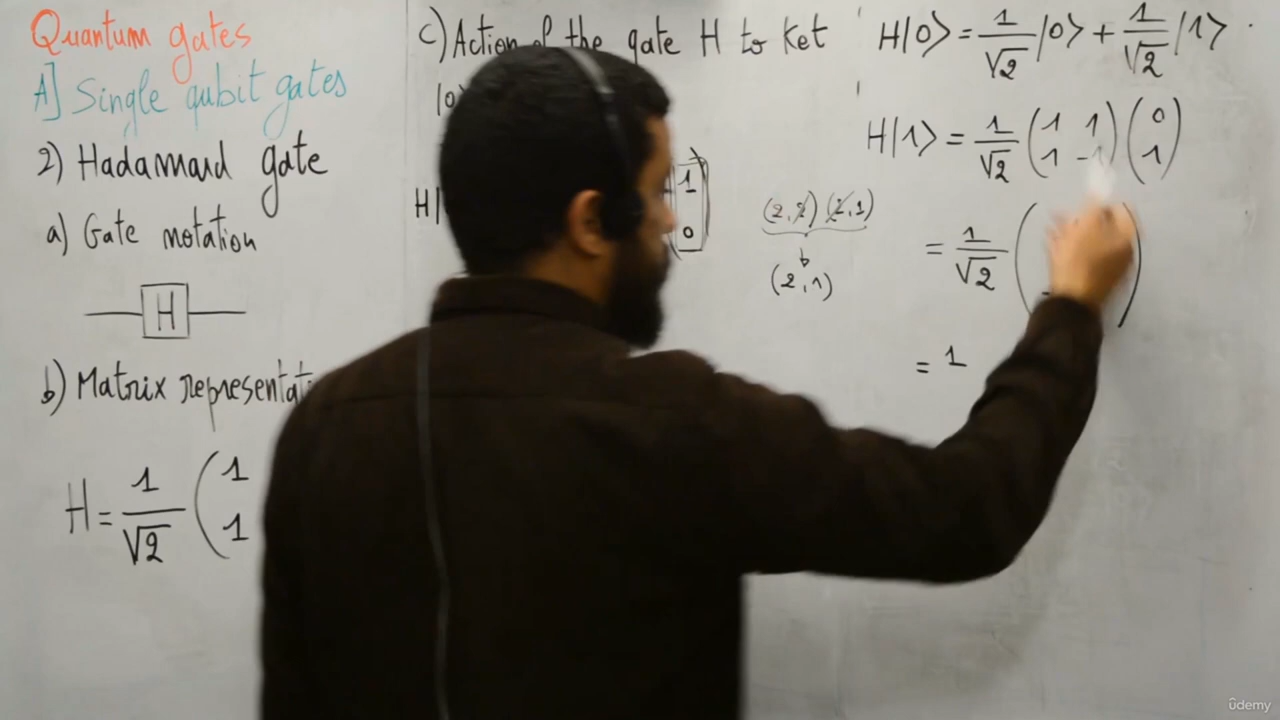 Quantum gates
A] Single qubit gates
2) Hadamard gate
a) Gate notation
H
b) Matrix representat
H = 1/√2 ( 1
1
c) Action of the gate H to ket
|0
H|
1
0
(2,2) (2,1)
(2,1)
H|0> = 1/√2 |0> + 1/√2 |1>
H|1> = 1/√2 ( 1 1 ) ( 0 )
( 1 -1 ) ( 1 )
= 1/√2 ( )
= 1
ûdemy